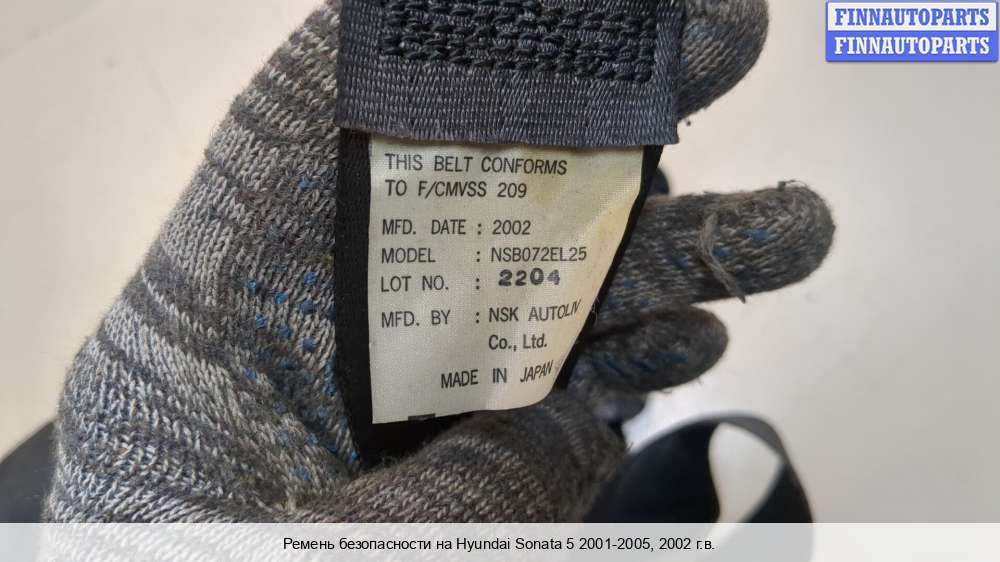 FINNAUTOPARTS
FINNAUTOPARTS
THIS BELT CONFORMS
TO F/CMVSS 209
MFD. DATE : 2002
MODEL : NSB072EL25
LOT NO. : 2204
MFD. BY : NSK AUTOLIV
Co., Ltd.
MADE IN JAPAN
Ремень безопасности на Hyundai Sonata 5 2001-2005, 2002 г.в.